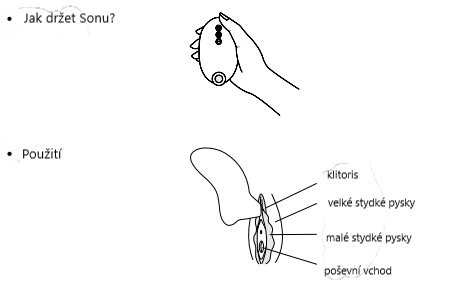 • Jak držet Sonu?
• Použití
klitoris
velké stydké pysky
malé stydké pysky
poševní vchod